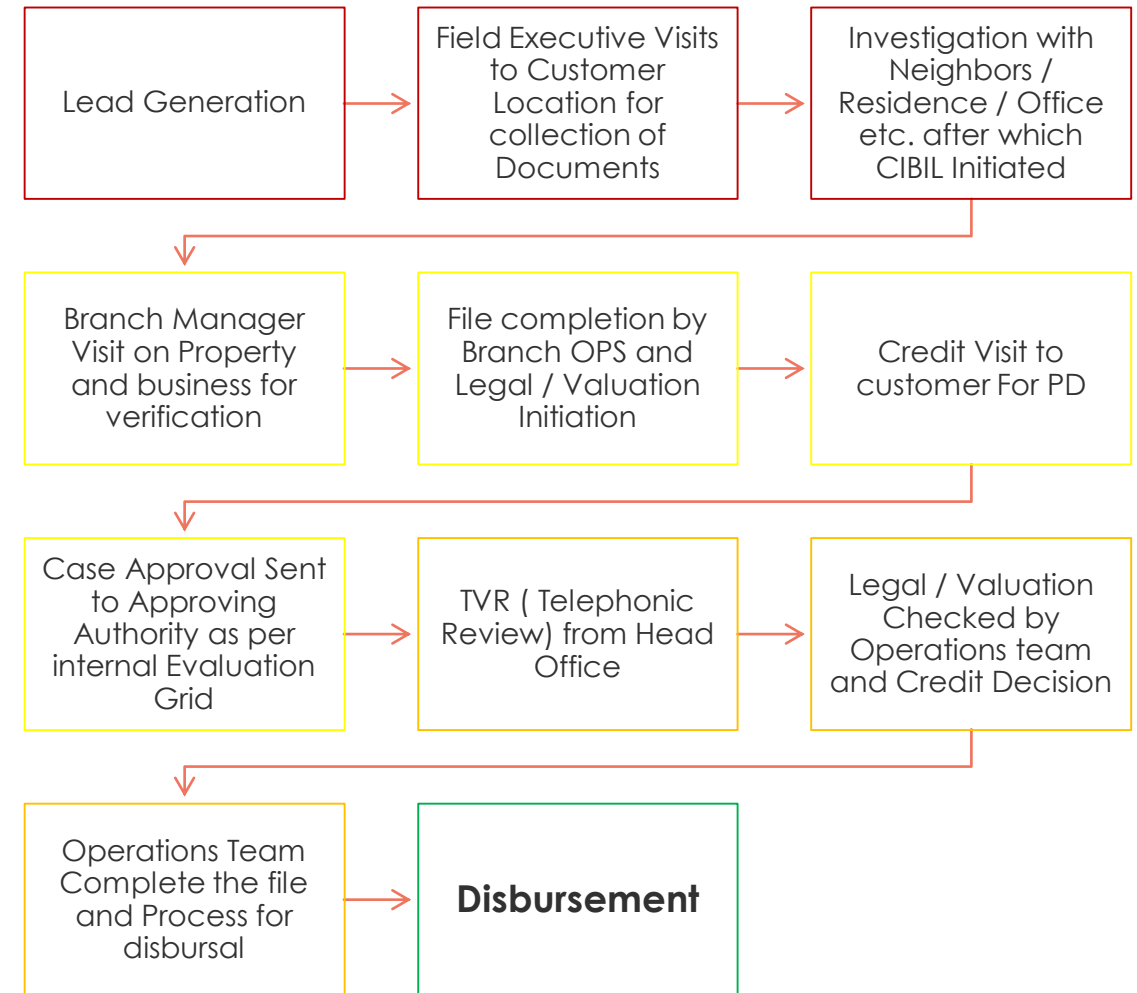 Lead Generation
Field Executive Visits
to Customer
Location for
collection of
Documents
Investigation with
Neighbors /
Residence / Office
etc. after which
CIBIL Initiated
Branch Manager
Visit on Property
and business for
verification
File completion by
Branch OPS and
Legal / Valuation
Initiation
Credit Visit to
customer For PD
Case Approval Sent
to Approving
Authority as per
internal Evaluation
Grid
TVR ( Telephonic
Review) from Head
Office
Legal / Valuation
Checked by
Operations team
and Credit Decision
Operations Team
Complete the file
and Process for
disbursal
Disbursement